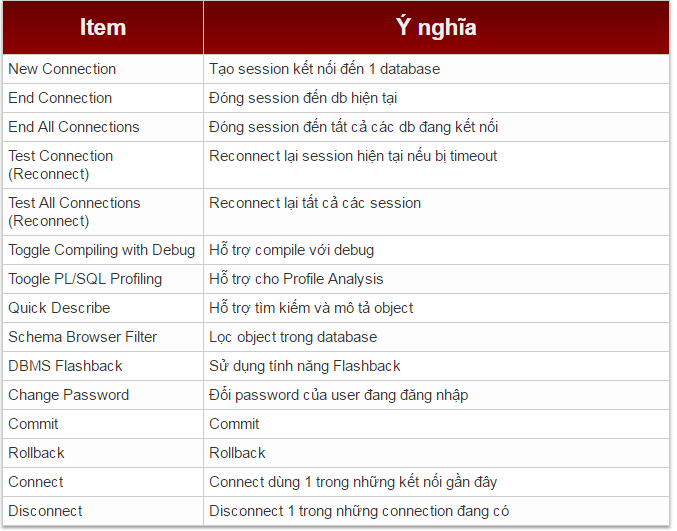 Item Ý nghĩa
New Connection Tạo session kết nối đến 1 database
End Connection Đóng session đến db hiện tại
End All Connections Đóng session đến tất cả các db đang kết nối
Test Connection Reconnect lại session hiện tại nếu bị timeout
(Reconnect)
Test All Connections Reconnect lại tất cả các session
(Reconnect)
Toggle Compiling with Debug Hỗ trợ compile với debug
Toogle PL/SQL Profiling Hỗ trợ cho Profile Analysis
Quick Describe Hỗ trợ tìm kiếm và mô tả object
Schema Browser Filter Lọc object trong database
DBMS Flashback Sử dụng tính năng Flashback
Change Password Đổi password của user đang đăng nhập
Commit Commit
Rollback Rollback
Connect Connect dùng 1 trong những kết nối gần đây
Disconnect Disconnect 1 trong những connection đang có